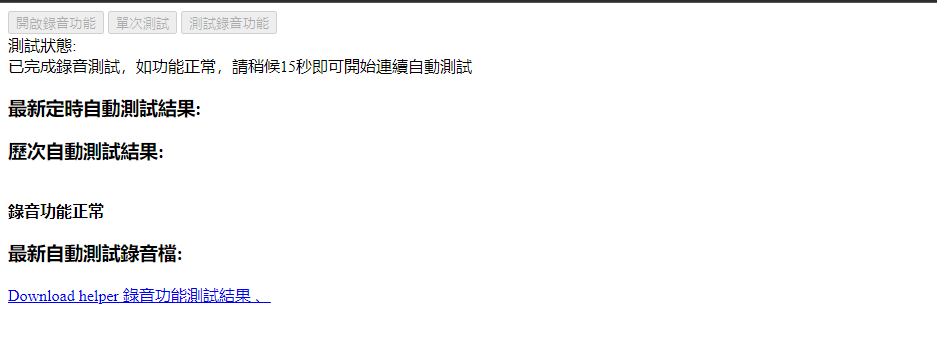 開啟錄音功能 單次測試 測試錄音功能
測試狀態:
已完成錄音測試，如功能正常，請稍候15秒即可開始連續自動測試
最新定時自動測試結果:
歷次自動測試結果:
錄音功能正常
最新自動測試錄音檔:
Download helper 錄音功能測試結果 、